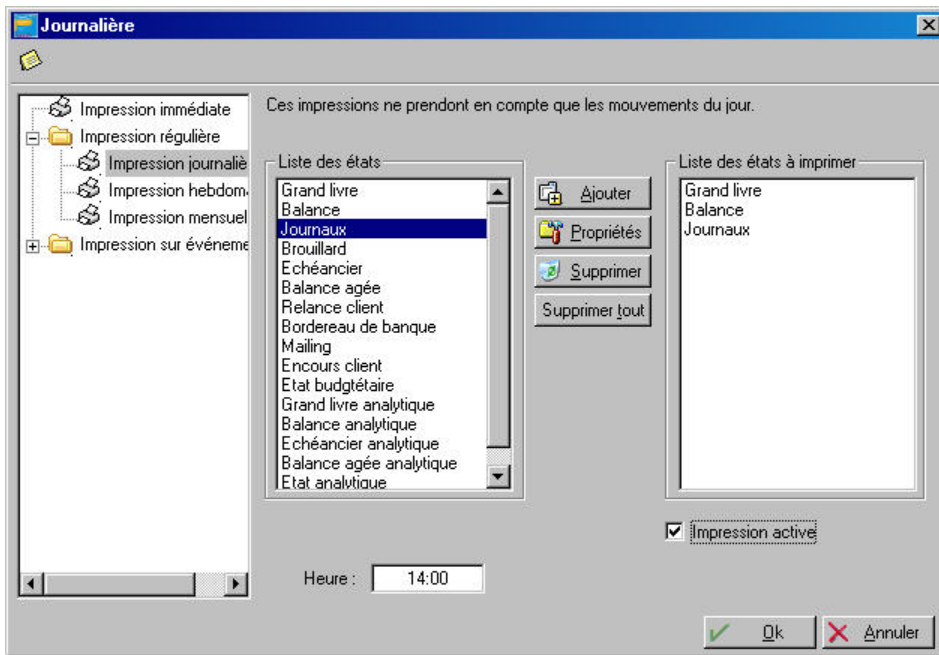 Journalière
Impression immédiate
Impression régulière
Impression journaliè
Impression hebdom
Impression mensuel
Impression sur événeme
Ces impressions ne prendont en compte que les mouvements du jour.
Liste des états
Grand livre
Balance
Journaux
Brouillard
Echéancier
Balance agée
Relance client
Bordereau de banque
Mailing
Encours client
Etat budgtétaire
Grand livre analytique
Balance analytique
Echéancier analytique
Balance agée analytique
Etat analytique
Ajouter
Propriétés
Supprimer
Supprimer tout
Liste des états à imprimer
Grand livre
Balance
Journaux
Impression active
Heure : 14:00
Ok
Annuler